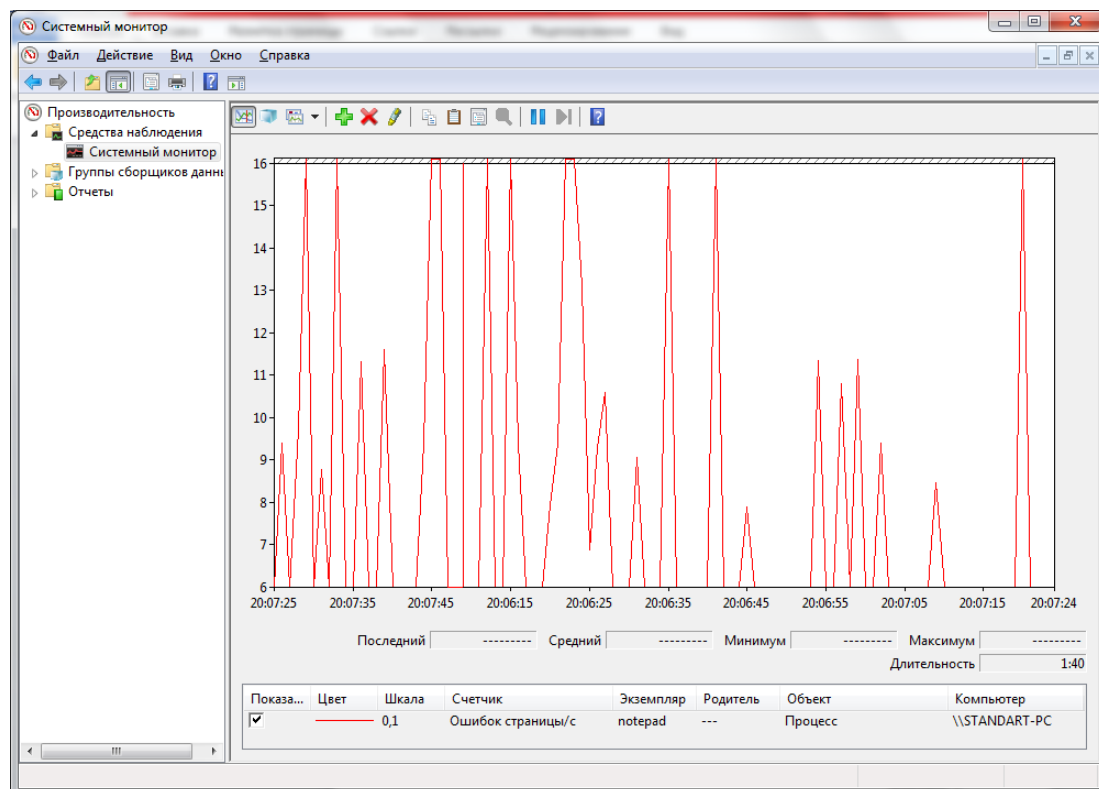 Системный монитор
Файл Действие Вид Окно Справка
Производительность
Средства наблюдения
Системный монитор
Группы сборщиков данны
Отчеты
16
15
14
13
12
11
10
9
8
7
6
20:07:25 20:07:35 20:07:45 20:06:15 20:06:25 20:06:35 20:06:45 20:06:55 20:07:05 20:07:15 20:07:24
Последний --------- Средний --------- Минимум --------- Максимум ---------
Длительность 1:40
Показа... Цвет Шкала Счетчик Экземпляр Родитель Объект Компьютер
0,1 Ошибок страницы/с notepad --- Процесс \\STANDART-PC